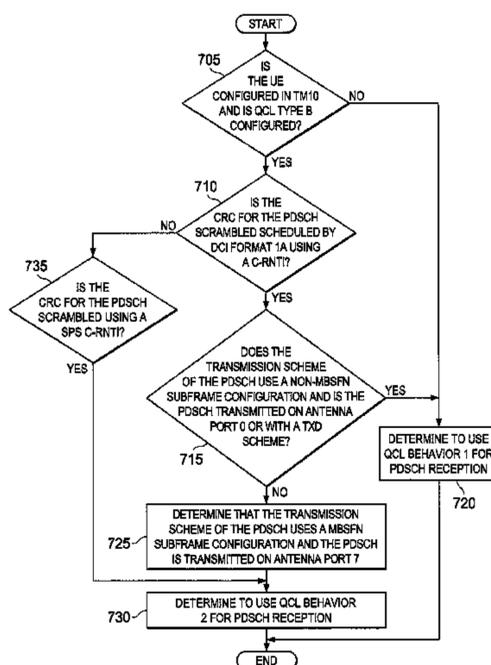 START
705
IS
THE UE
CONFIGURED IN TM10
AND IS QCL TYPE B
CONFIGURED?
NO
YES
710
IS THE
CRC FOR THE PDSCH
SCRAMBLED SCHEDULED BY
DCI FORMAT 1A USING
A C-RNTI?
NO
YES
735
IS THE
CRC FOR THE PDSCH
SCRAMBLED USING A
SPS C-RNTI?
YES
DOES THE
TRANSMISSION SCHEME
OF THE PDSCH USE A NON-MBSFN
SUBFRAME CONFIGURATION AND IS THE
PDSCH TRANSMITTED ON ANTENNA
PORT 0 OR WITH A TXD
SCHEME?
YES
715
NO
DETERMINE TO USE
QCL BEHAVIOR 1 FOR
PDSCH RECEPTION
720
725
DETERMINE THAT THE TRANSMISSION
SCHEME OF THE PDSCH USES A MBSFN
SUBFRAME CONFIGURATION AND THE PDSCH
IS TRANSMITTED ON ANTENNA PORT 7
730
DETERMINE TO USE QCL BEHAVIOR
2 FOR PDSCH RECEPTION
END